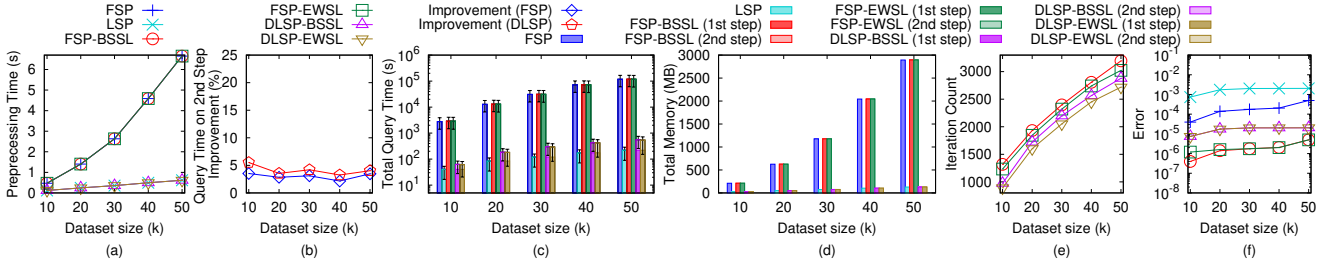 FSP
LSP
FSP-BSSL
FSP-EWSL
DLSP-BSSL
DLSP-EWSL
Improvement (FSP)
Improvement (DLSP)
FSP
LSP
FSP-BSSL (1st step)
FSP-BSSL (2nd step)
FSP-EWSL (1st step)
FSP-EWSL (2nd step)
DLSP-BSSL (1st step)
DLSP-BSSL (2nd step)
DLSP-EWSL (1st step)
DLSP-EWSL (2nd step)
Preprecessing Time (s)
6
5
4
3
2
1
0
10 20 30 40 50
Dataset size (k)
(a)
Query Time on 2nd Step
Improvement (%)
25
20
15
10
5
0
10 20 30 40 50
Dataset size (k)
(b)
Total Query Time (s)
10^6
10^5
10^4
10^3
10^2
10^1
10 20 30 40 50
Dataset size (k)
(c)
Total Memory (MB)
3000
2500
2000
1500
1000
500
0
10 20 30 40 50
Dataset size (k)
(d)
Iteration Count
3000
2500
2000
1500
1000
10 20 30 40 50
Dataset size (k)
(e)
Error
10^-1
10^-2
10^-3
10^-4
10^-5
10^-6
10^-7
10^-8
10 20 30 40 50
Dataset size (k)
(f)